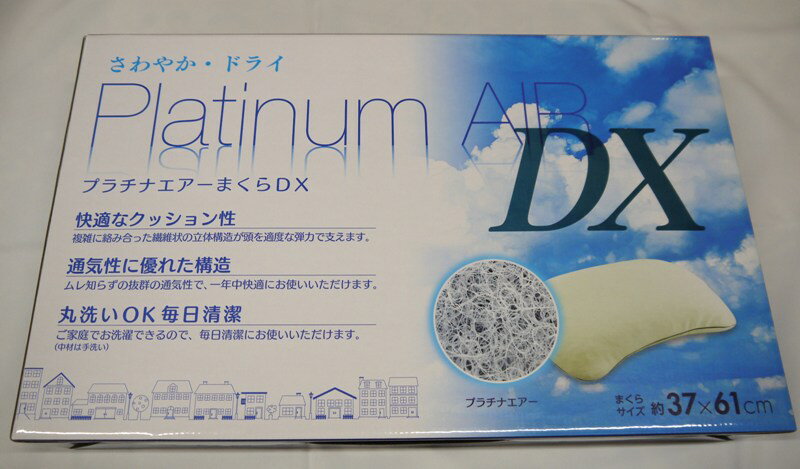 さわやか・ドライ
Platinum AIR
DX
プラチナエアーまくらDX
快適なクッション性
複雑に絡み合った繊維状の立体構造が頭を適度な弾力で支えます。
通気性に優れた構造
ムレ知らずの抜群の通気性で、一年中快適にお使いいただけます。
丸洗いOK 毎日清潔
ご家庭でお洗濯できるので、毎日清潔にお使いいただけます。
(中材は手洗い)
プラチナエアー
まくらサイズ 約37×61cm